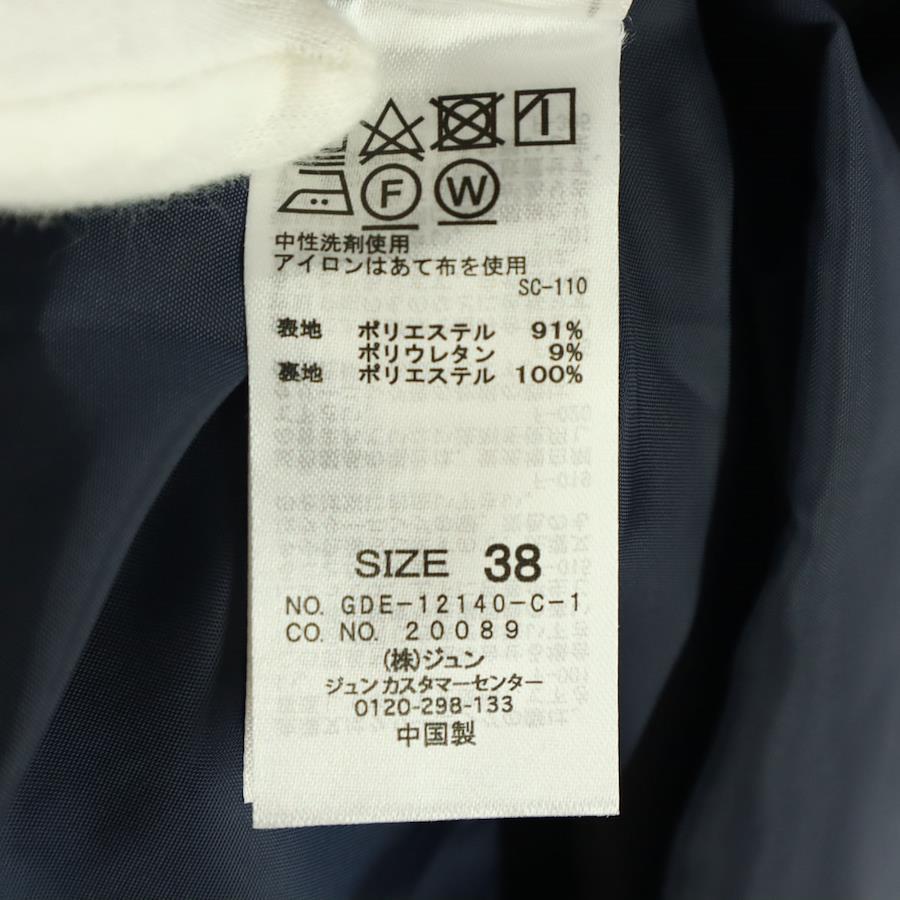 F W
中性洗剤使用
アイロンはあて布を使用
SC-110
表地 ポリエステル 91%
ポリウレタン 9%
裏地 ポリエステル 100%
SIZE 38
NO. GDE-12140-C-1
CO. NO. 20089
(株)ジュン
ジュンカスタマーセンター
0120-298-133
中国製